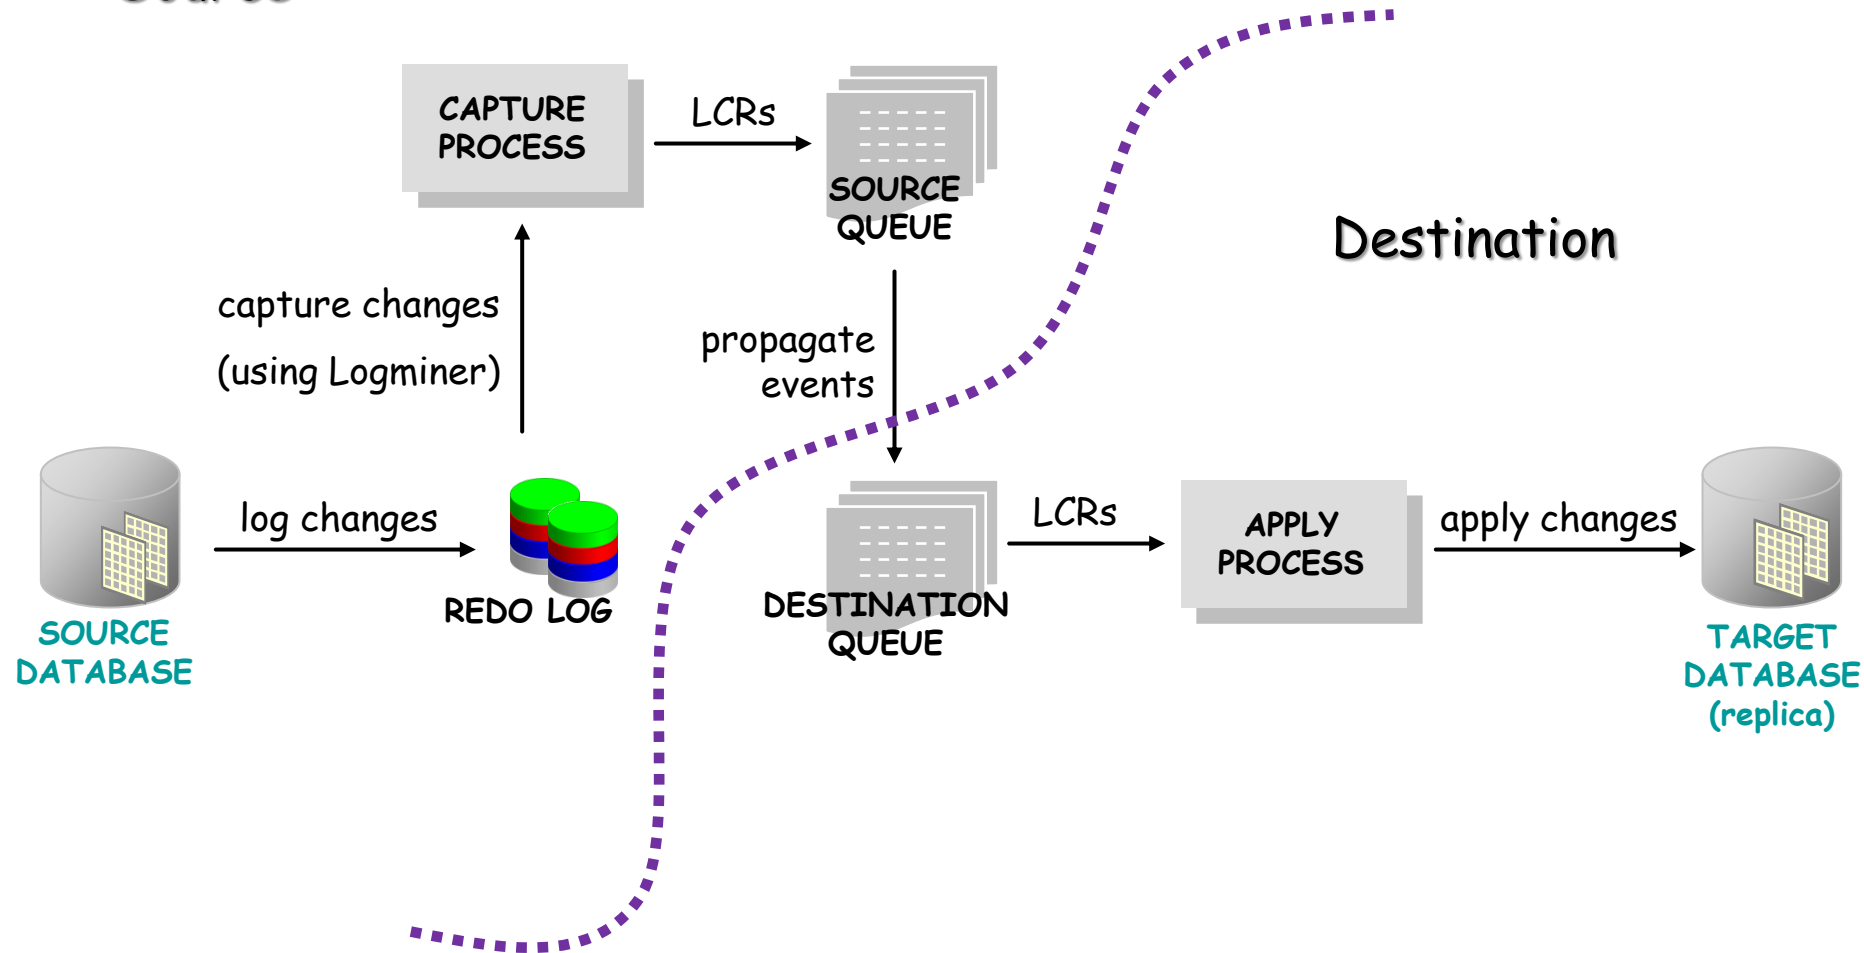 CAPTURE
PROCESS
LCRs
SOURCE
QUEUE
Destination
capture changes
(using Logminer)
propagate
events
log changes
REDO LOG
SOURCE
DATABASE
DESTINATION
QUEUE
LCRs
APPLY
PROCESS
apply changes
TARGET
DATABASE
(replica)